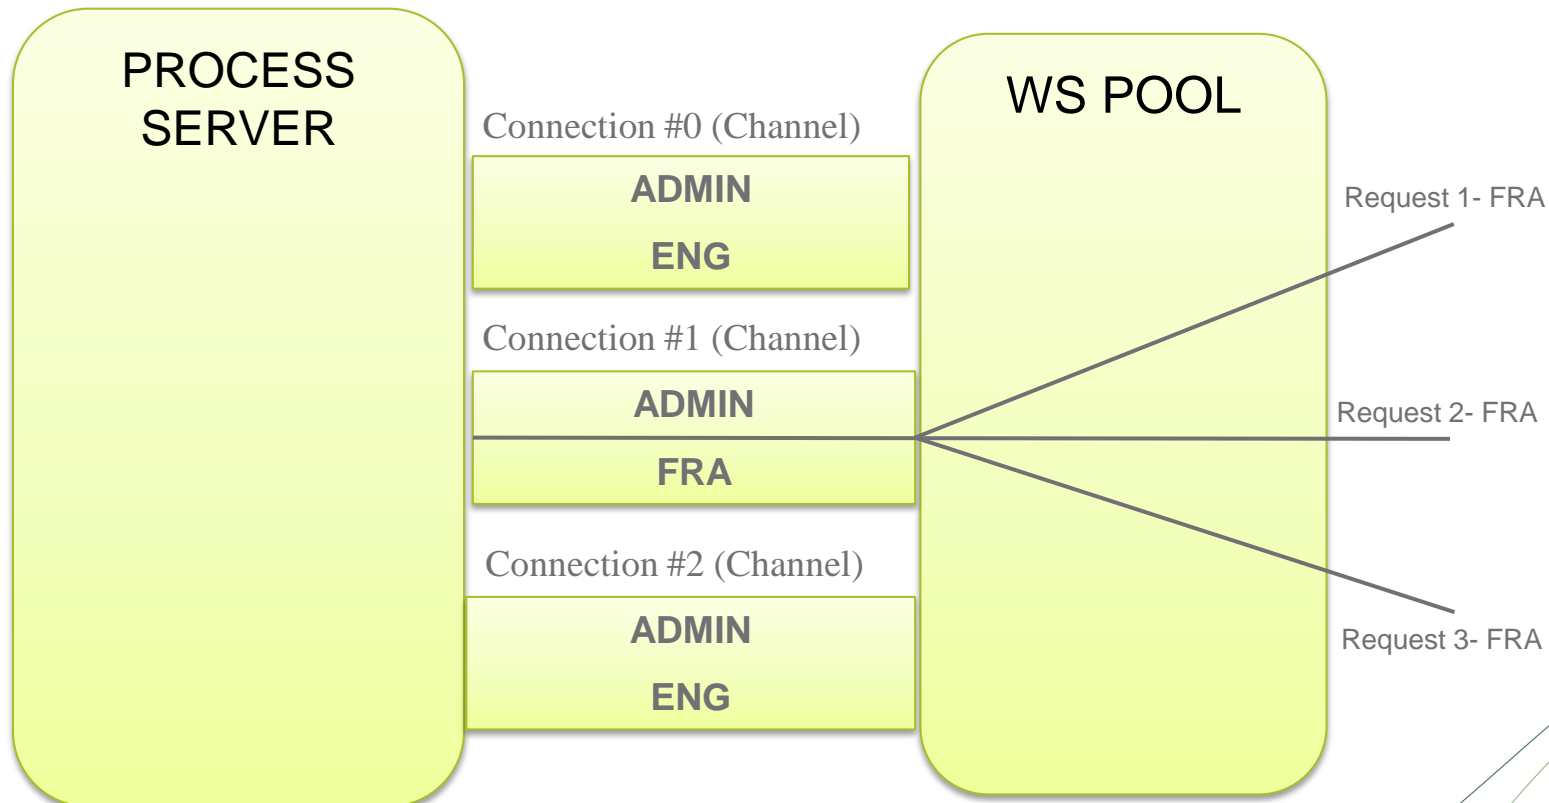 PROCESS
SERVER
WS POOL
Connection #0 (Channel)
ADMIN
ENG
Connection #1 (Channel)
ADMIN
FRA
Connection #2 (Channel)
ADMIN
ENG
Request 1- FRA
Request 2- FRA
Request 3- FRA